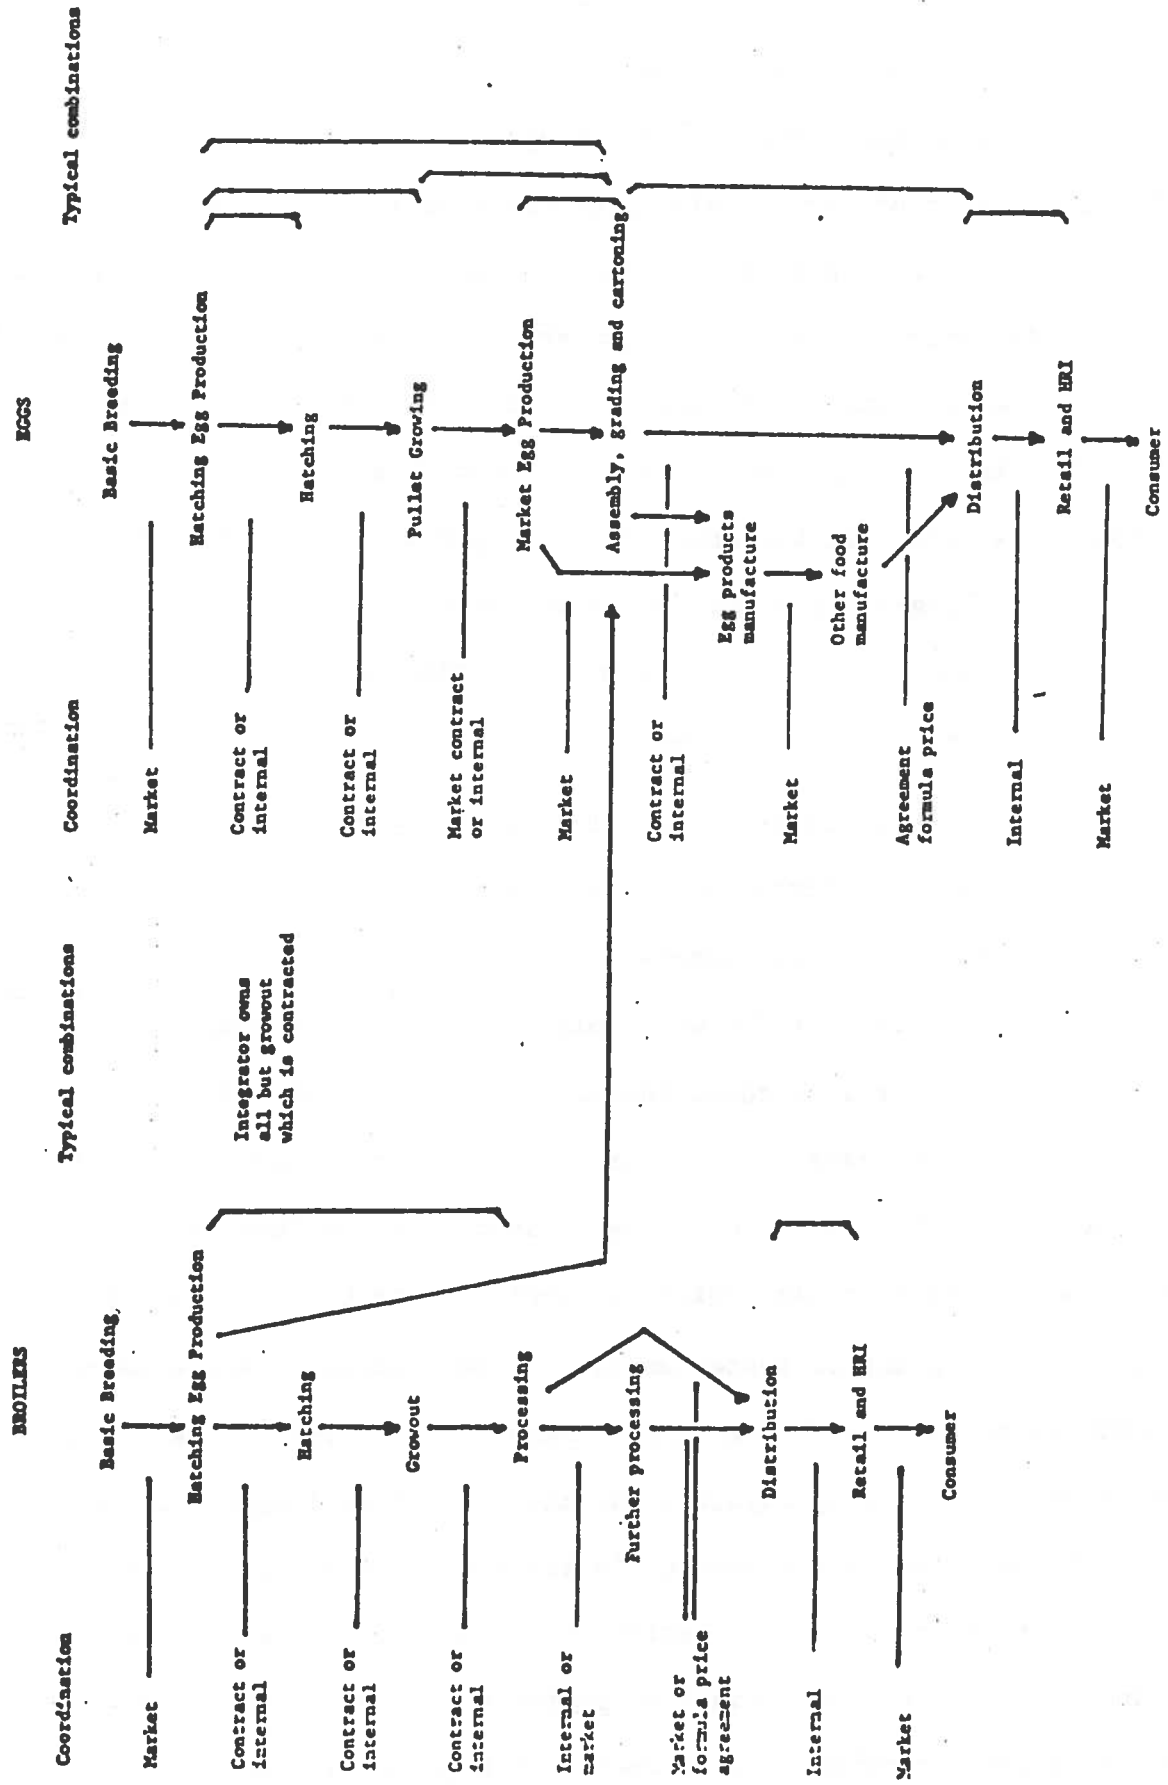 BROILERS
Coordination
Typical combinations
Basic Breeding
Market
Hatching Egg Production
Contract or
internal
Integrator owns
all but growout
which is contracted
Hatching
Contract or
internal
Growout
Contract or
internal
Processing
Internal or
market
Further processing
Market or
formula price
agreement
Distribution
Internal
Retail and HRI
Market
Consumer
EGGS
Coordination
Typical combinations
Basic Breeding
Market
Hatching Egg Production
Contract or
internal
Hatching
Contract or
internal
Pullet Growing
Market contract
or internal
Market Egg Production
Market
Assembly, grading and cartoning
Contract or
internal
Egg products
manufacture
Market
Other food
manufacture
Agreement
formula price
Distribution
Internal
Retail and HRI
Market
Consumer